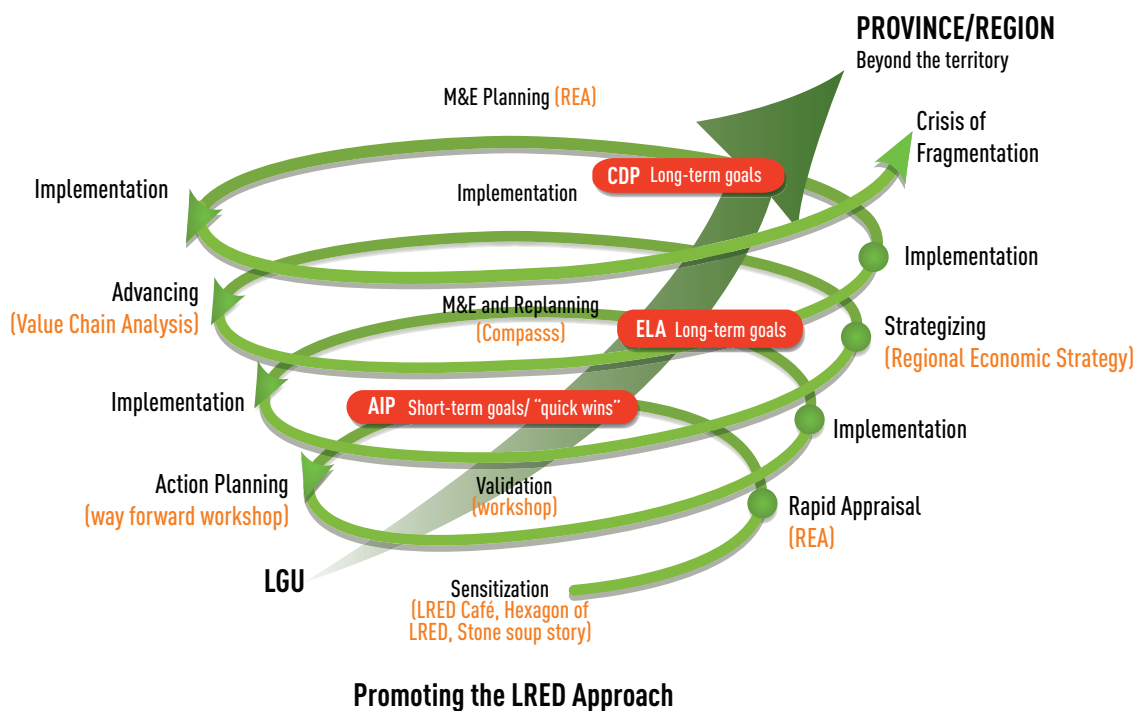 PROVINCE/REGION
Beyond the territory
M&E Planning (REA)
Crisis of
Fragmentation
CDP Long-term goals
Implementation
Implementation
Implementation
Advancing
(Value Chain Analysis)
M&E and Replanning
(Compasss)
ELA Long-term goals
Strategizing
(Regional Economic Strategy)
Implementation
AIP Short-term goals/ “quick wins”
Implementation
Action Planning
(way forward workshop)
Validation
(workshop)
Rapid Appraisal
(REA)
LGU
Sensitization
(LRED Café, Hexagon of
LRED, Stone soup story)
Promoting the LRED Approach